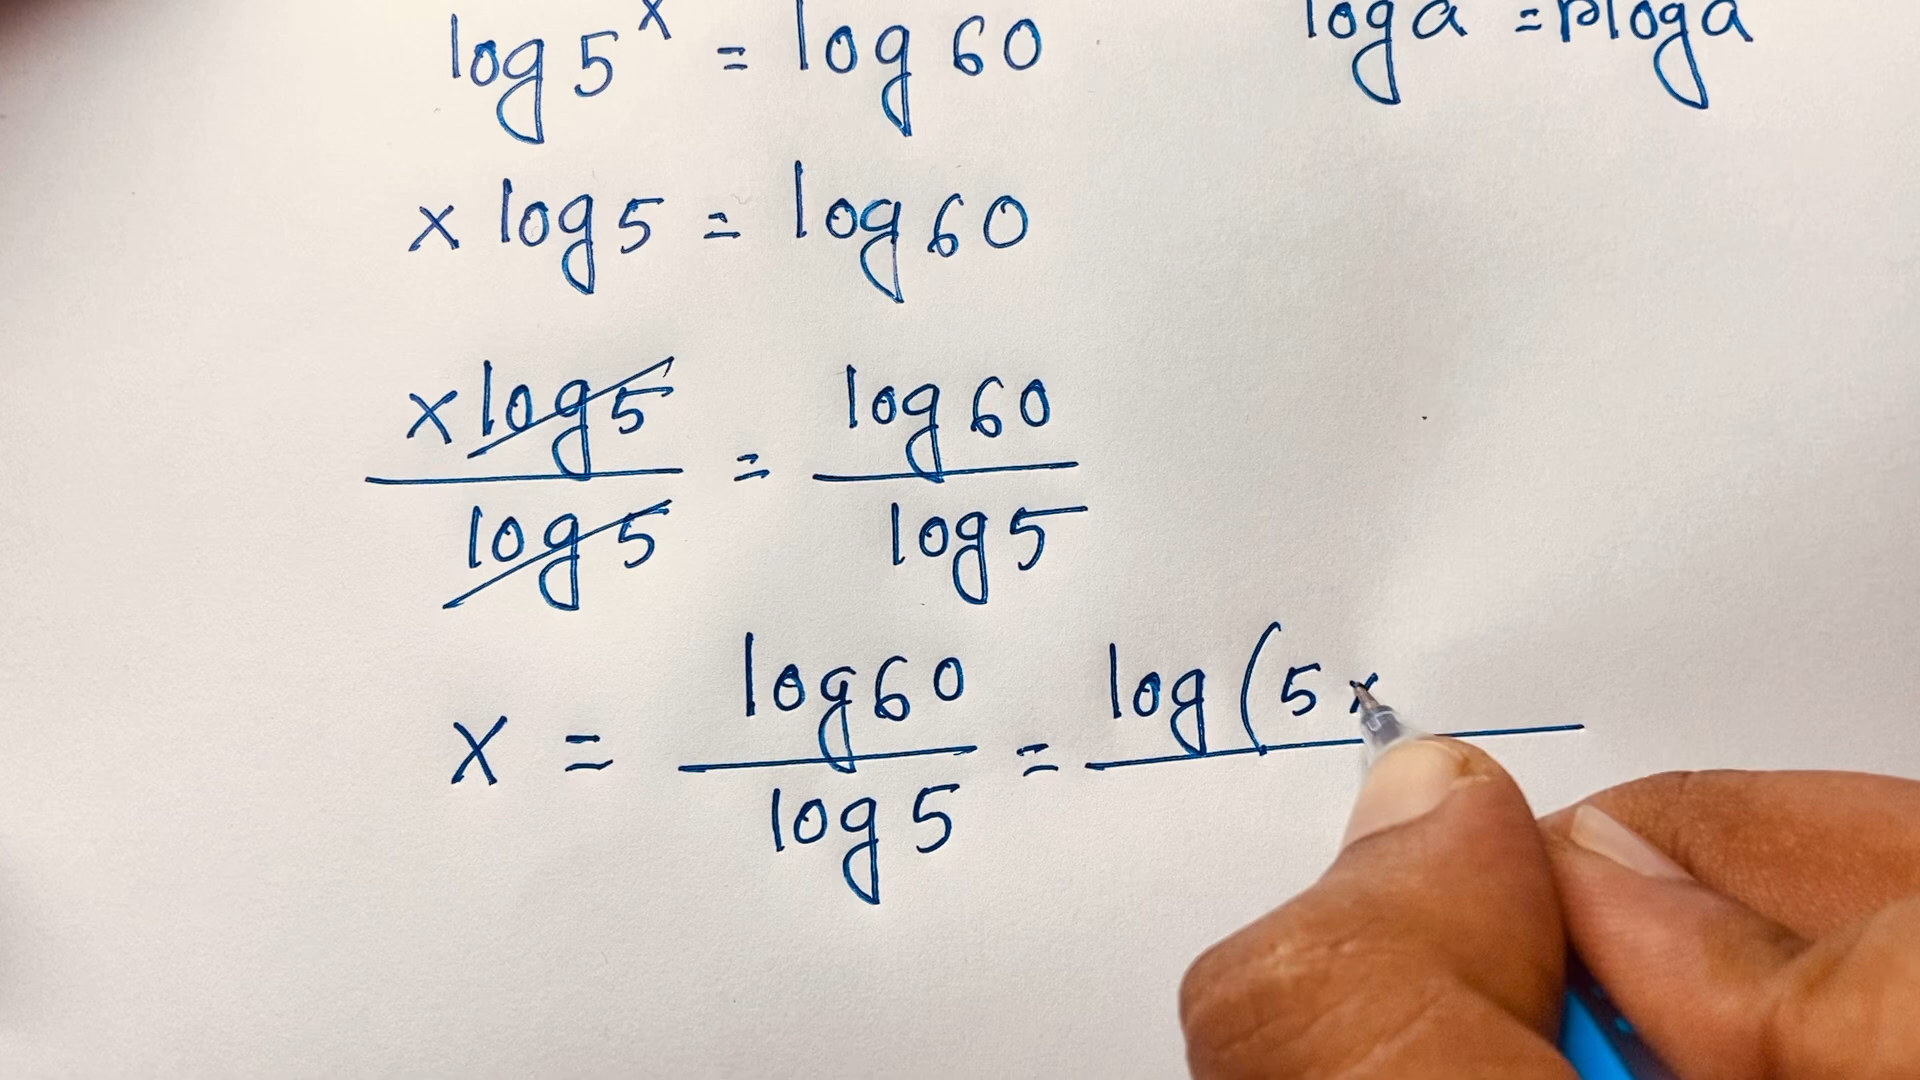 log 5^x = log 60
log a = p log a
x log 5 = log 60
x log 5 / log 5 = log 60 / log 5
x = log 60 / log 5 = log (5 ×